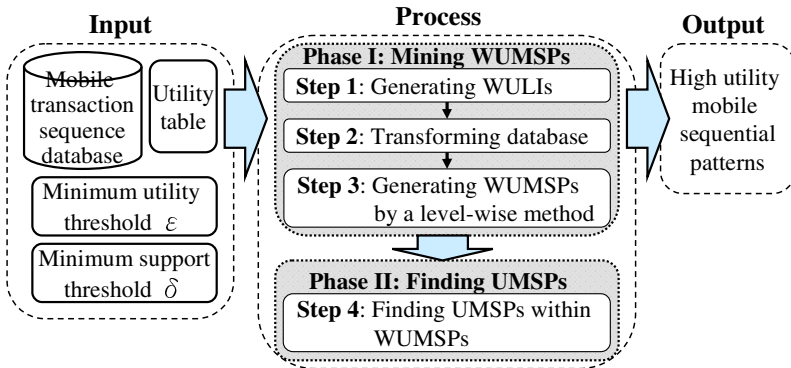 Input
Mobile
transaction
sequence
database
Utility
table
Minimum utility
threshold ε
Minimum support
threshold δ
Process
Phase I: Mining WUMSPs
Step 1: Generating WULIs
Step 2: Transforming database
Step 3: Generating WUMSPs
by a level-wise method
Phase II: Finding UMSPs
Step 4: Finding UMSPs within
WUMSPs
Output
High utility
mobile
sequential
patterns